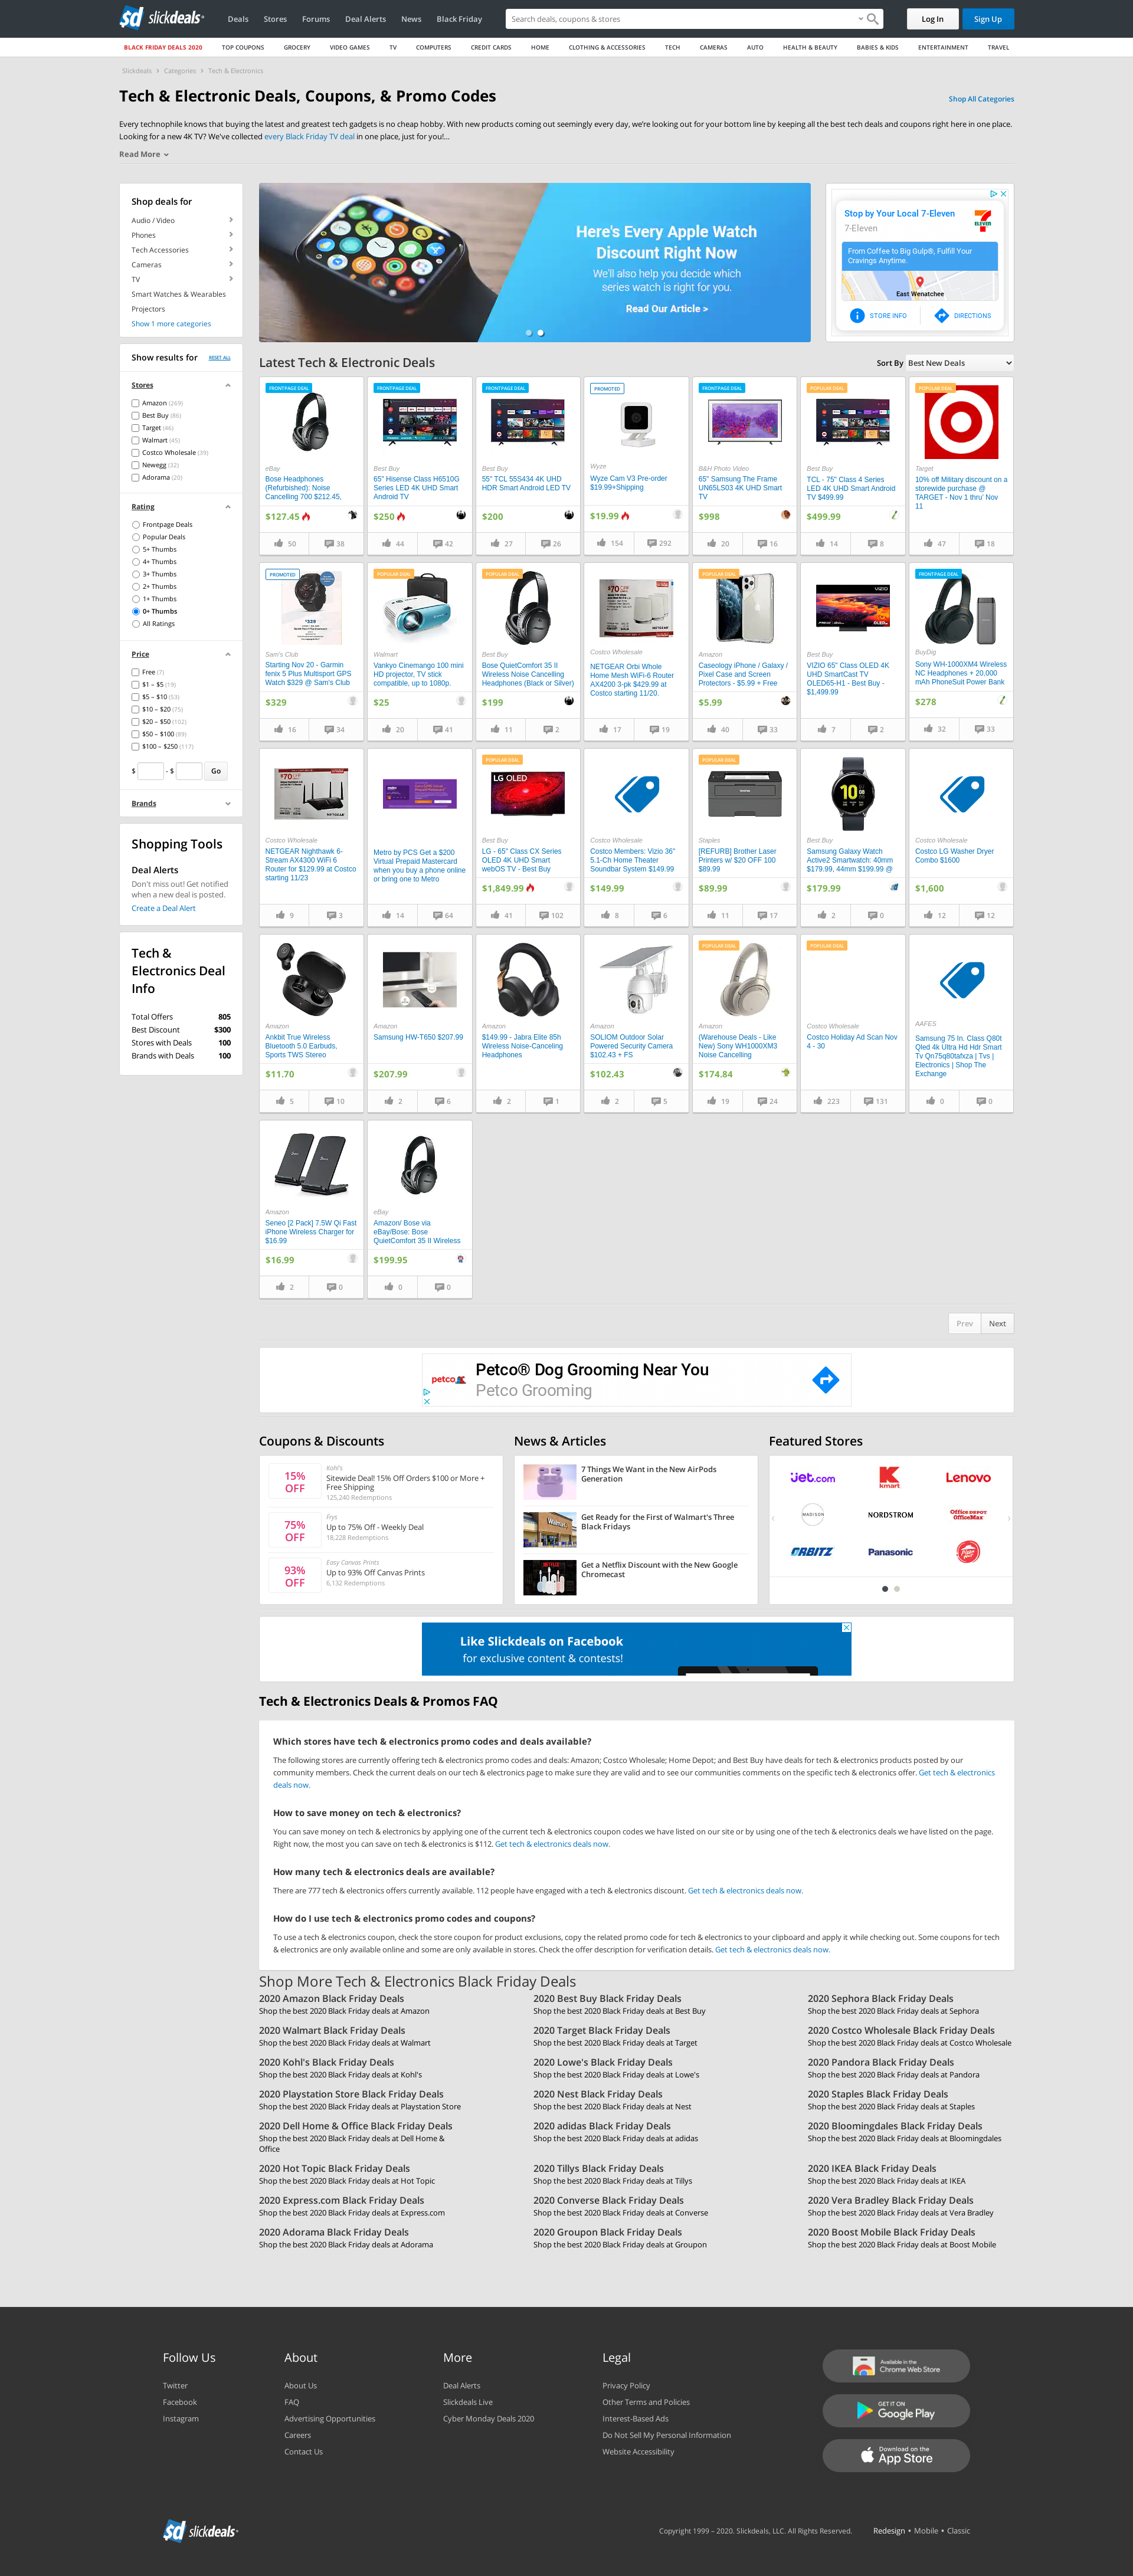 sd slickdeals
Deals Stores Forums Deal Alerts News Black Friday
Search deals, coupons & stores
Log In Sign Up
BLACK FRIDAY DEALS 2020 TOP COUPONS GROCERY VIDEO GAMES TV COMPUTERS CREDIT CARDS HOME CLOTHING & ACCESSORIES TECH CAMERAS AUTO HEALTH & BEAUTY BABIES & KIDS ENTERTAINMENT TRAVEL
Slickdeals > Categories > Tech & Electronics
Tech & Electronic Deals, Coupons, & Promo Codes
Shop All Categories
Every technophile knows that buying the latest and greatest tech gadgets is no cheap hobby. With new products coming out seemingly every day, we're looking out for your bottom line by keeping all the best tech deals and coupons right here in one place.
Looking for a new 4K TV? We've collected every Black Friday TV deal in one place, just for you!...
Read More
Shop deals for
Audio / Video
Phones
Tech Accessories
Cameras
TV
Smart Watches & Wearables
Projectors
Show 1 more categories
Show results for RESET ALL
Stores
Amazon (269)
Best Buy (86)
Target (46)
Walmart (45)
Costco Wholesale (39)
Newegg (32)
Adorama (20)
Rating
Frontpage Deals
Popular Deals
5+ Thumbs
4+ Thumbs
3+ Thumbs
2+ Thumbs
1+ Thumbs
0+ Thumbs
All Ratings
Price
Free (7)
$1 – $5 (19)
$5 – $10 (53)
$10 – $20 (75)
$20 – $50 (102)
$50 – $100 (89)
$100 – $250 (117)
$ - $ Go
Brands
Shopping Tools
Deal Alerts
Don't miss out! Get notified
when a new deal is posted.
Create a Deal Alert
Tech &
Electronics Deal
Info
Total Offers 805
Best Discount $300
Stores with Deals 100
Brands with Deals 100
Here's Every Apple Watch
Discount Right Now
We'll also help you decide which
series watch is right for you.
Read Our Article >
Stop by Your Local 7-Eleven
7-Eleven
From Coffee to Big Gulp®, Fulfill Your
Cravings Anytime.
East Wenatchee
STORE INFO DIRECTIONS
Latest Tech & Electronic Deals
Sort By Best New Deals
FRONTPAGE DEAL
eBay
Bose Headphones
(Refurbished): Noise
Cancelling 700 $212.45,
$127.45
50 38
FRONTPAGE DEAL
Best Buy
65" Hisense Class H6510G
Series LED 4K UHD Smart
Android TV
$250
44 42
FRONTPAGE DEAL
Best Buy
55" TCL 55S434 4K UHD
HDR Smart Android LED TV
$200
27 26
PROMOTED
Wyze
Wyze Cam V3 Pre-order
$19.99+Shipping
$19.99
154 292
FRONTPAGE DEAL
B&H Photo Video
65" Samsung The Frame
UN65LS03 4K UHD Smart
TV
$998
20 16
POPULAR DEAL
Best Buy
TCL - 75" Class 4 Series
LED 4K UHD Smart Android
TV $499.99
$499.99
14 8
POPULAR DEAL
Target
10% off Military discount on a
storewide purchase @
TARGET - Nov 1 thru' Nov
11
47 18
PROMOTED
$329
Sam's Club
Starting Nov 20 - Garmin
fenix 5 Plus Multisport GPS
Watch $329 @ Sam's Club
$329
16 34
POPULAR DEAL
Walmart
Vankyo Cinemango 100 mini
HD projector, TV stick
compatible, up to 1080p.
$25
20 41
POPULAR DEAL
Best Buy
Bose QuietComfort 35 II
Wireless Noise Cancelling
Headphones (Black or Silver)
$199
11 2
$70 OFF
Costco Wholesale
NETGEAR Orbi Whole
Home Mesh WiFi-6 Router
AX4200 3-pk $429.99 at
Costco starting 11/20.
17 19
POPULAR DEAL
Amazon
Caseology iPhone / Galaxy /
Pixel Case and Screen
Protectors - $5.99 + Free
$5.99
40 33
VIZIO
OLED
Best Buy
VIZIO 65" Class OLED 4K
UHD SmartCast TV
OLED65-H1 - Best Buy -
$1,499.99
7 2
FRONTPAGE DEAL
BuyDig
Sony WH-1000XM4 Wireless
NC Headphones + 20,000
mAh PhoneSuit Power Bank
$278
32 33
$70 OFF
Costco Wholesale
NETGEAR Nighthawk 6-
Stream AX4300 WiFi 6
Router for $129.99 at Costco
starting 11/23
9 3
Metro by PCS Get a $200
Virtual Prepaid Mastercard
when you buy a phone online
or bring one to Metro
14 64
POPULAR DEAL
LG OLED
Best Buy
LG - 65" Class CX Series
OLED 4K UHD Smart
webOS TV - Best Buy
$1,849.99
41 102
Costco Wholesale
Costco Members: Vizio 36"
5.1-Ch Home Theater
Soundbar System $149.99
$149.99
8 6
POPULAR DEAL
Staples
[REFURB] Brother Laser
Printers w/ $20 OFF 100
$89.99
$89.99
11 17
10:08
Best Buy
Samsung Galaxy Watch
Active2 Smartwatch: 40mm
$179.99, 44mm $199.99 @
$179.99
2 0
Costco Wholesale
Costco LG Washer Dryer
Combo $1600
$1,600
12 12
Amazon
Ankbit True Wireless
Bluetooth 5.0 Earbuds,
Sports TWS Stereo
$11.70
5 10
Amazon
Samsung HW-T650 $207.99
$207.99
2 6
Amazon
$149.99 - Jabra Elite 85h
Wireless Noise-Canceling
Headphones
2 1
Amazon
SOLIOM Outdoor Solar
Powered Security Camera
$102.43 + FS
$102.43
2 5
POPULAR DEAL
Amazon
(Warehouse Deals - Like
New) Sony WH1000XM3
Noise Cancelling
$174.84
19 24
POPULAR DEAL
Costco Wholesale
Costco Holiday Ad Scan Nov
4 - 30
223 131
AAFES
Samsung 75 In. Class Q80t
Qled 4k Ultra Hd Hdr Smart
Tv Qn75q80tafxza | Tvs |
Electronics | Shop The
Exchange
0 0
Amazon
Seneo [2 Pack] 7.5W Qi Fast
iPhone Wireless Charger for
$16.99
$16.99
2 0
eBay
Amazon/ Bose via
eBay/Bose: Bose
QuietComfort 35 II Wireless
$199.95
0 0
Prev Next
petco
Petco® Dog Grooming Near You
Petco Grooming
Coupons & Discounts
15%
OFF
Kohl's
Sitewide Deal! 15% Off Orders $100 or More +
Free Shipping
125,240 Redemptions
75%
OFF
Frys
Up to 75% Off - Weekly Deal
18,228 Redemptions
93%
OFF
Easy Canvas Prints
Up to 93% Off Canvas Prints
6,132 Redemptions
News & Articles
7 Things We Want in the New AirPods
Generation
Walmart
Get Ready for the First of Walmart's Three
Black Fridays
Get a Netflix Discount with the New Google
Chromecast
Featured Stores
jet.com kmart Lenovo
MADISON NORDSTROM Office DEPOT OfficeMax
ORBITZ Panasonic Pizza Hut
Like Slickdeals on Facebook
for exclusive content & contests!
Tech & Electronics Deals & Promos FAQ
Which stores have tech & electronics promo codes and deals available?
The following stores are currently offering tech & electronics promo codes and deals: Amazon; Costco Wholesale; Home Depot; and Best Buy have deals for tech & electronics products posted by our
community members. Check the current deals on our tech & electronics page to make sure they are valid and to see our communities comments on the specific tech & electronics offer. Get tech & electronics
deals now.
How to save money on tech & electronics?
You can save money on tech & electronics by applying one of the current tech & electronics coupon codes we have listed on our site or by using one of the tech & electronics deals we have listed on the page.
Right now, the most you can save on tech & electronics is $112. Get tech & electronics deals now.
How many tech & electronics deals are available?
There are 777 tech & electronics offers currently available. 112 people have engaged with a tech & electronics discount. Get tech & electronics deals now.
How do I use tech & electronics promo codes and coupons?
To use a tech & electronics coupon, check the store coupon for product exclusions, copy the related promo code for tech & electronics to your clipboard and apply it while checking out. Some coupons for tech
& electronics are only available online and some are only available in stores. Check the offer description for verification details. Get tech & electronics deals now.
Shop More Tech & Electronics Black Friday Deals
2020 Amazon Black Friday Deals 2020 Best Buy Black Friday Deals 2020 Sephora Black Friday Deals
Shop the best 2020 Black Friday deals at Amazon Shop the best 2020 Black Friday deals at Best Buy Shop the best 2020 Black Friday deals at Sephora
2020 Walmart Black Friday Deals 2020 Target Black Friday Deals 2020 Costco Wholesale Black Friday Deals
Shop the best 2020 Black Friday deals at Walmart Shop the best 2020 Black Friday deals at Target Shop the best 2020 Black Friday deals at Costco Wholesale
2020 Kohl's Black Friday Deals 2020 Lowe's Black Friday Deals 2020 Pandora Black Friday Deals
Shop the best 2020 Black Friday deals at Kohl's Shop the best 2020 Black Friday deals at Lowe's Shop the best 2020 Black Friday deals at Pandora
2020 Playstation Store Black Friday Deals 2020 Nest Black Friday Deals 2020 Staples Black Friday Deals
Shop the best 2020 Black Friday deals at Playstation Store Shop the best 2020 Black Friday deals at Nest Shop the best 2020 Black Friday deals at Staples
2020 Dell Home & Office Black Friday Deals 2020 adidas Black Friday Deals 2020 Bloomingdales Black Friday Deals
Shop the best 2020 Black Friday deals at Dell Home & Shop the best 2020 Black Friday deals at adidas Shop the best 2020 Black Friday deals at Bloomingdales
Office
2020 Hot Topic Black Friday Deals 2020 Tillys Black Friday Deals 2020 IKEA Black Friday Deals
Shop the best 2020 Black Friday deals at Hot Topic Shop the best 2020 Black Friday deals at Tillys Shop the best 2020 Black Friday deals at IKEA
2020 Express.com Black Friday Deals 2020 Converse Black Friday Deals 2020 Vera Bradley Black Friday Deals
Shop the best 2020 Black Friday deals at Express.com Shop the best 2020 Black Friday deals at Converse Shop the best 2020 Black Friday deals at Vera Bradley
2020 Adorama Black Friday Deals 2020 Groupon Black Friday Deals 2020 Boost Mobile Black Friday Deals
Shop the best 2020 Black Friday deals at Adorama Shop the best 2020 Black Friday deals at Groupon Shop the best 2020 Black Friday deals at Boost Mobile
Follow Us
Twitter
Facebook
Instagram
About
About Us
FAQ
Advertising Opportunities
Careers
Contact Us
More
Deal Alerts
Slickdeals Live
Cyber Monday Deals 2020
Legal
Privacy Policy
Other Terms and Policies
Interest-Based Ads
Do Not Sell My Personal Information
Website Accessibility
Available in the
Chrome Web Store
GET IT ON
Google Play
Download on the
App Store
sd slickdeals
Copyright 1999 – 2020. Slickdeals, LLC. All Rights Reserved. Redesign • Mobile • Classic